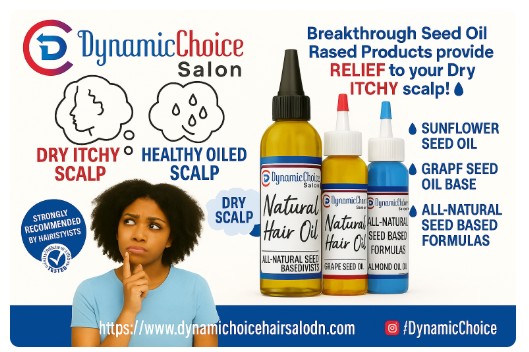 DynamicChoice
Salon
Breakthrough Seed Oil
Rased Products provide
RELIEF to your Dry
ITCHY scalp!
DRY ITCHY
SCALP
HEALTHY OILED
SCALP
DRY
SCALP
STRONGLY
RECOMMENDED
BY HAIRSTYISTS
TESTED
DynamicChoice
Salon
Natural
Hair Oil
ALL-NATURAL SEED
BASEDIVISTS
DynamicChoice
Natural
Hair Oil
GRAPE SEED OIL
DynamicChoice
ALL-NATURAL
SEED BASED
FORMULAS
ALMOND OIL
SUNFLOWER
SEED OIL
GRAPF SEED
OIL BASE
ALL-NATURAL
SEED BASED
FORMULAS
https://www.dynamichoicehairsalodn.com
/DynamicChoice